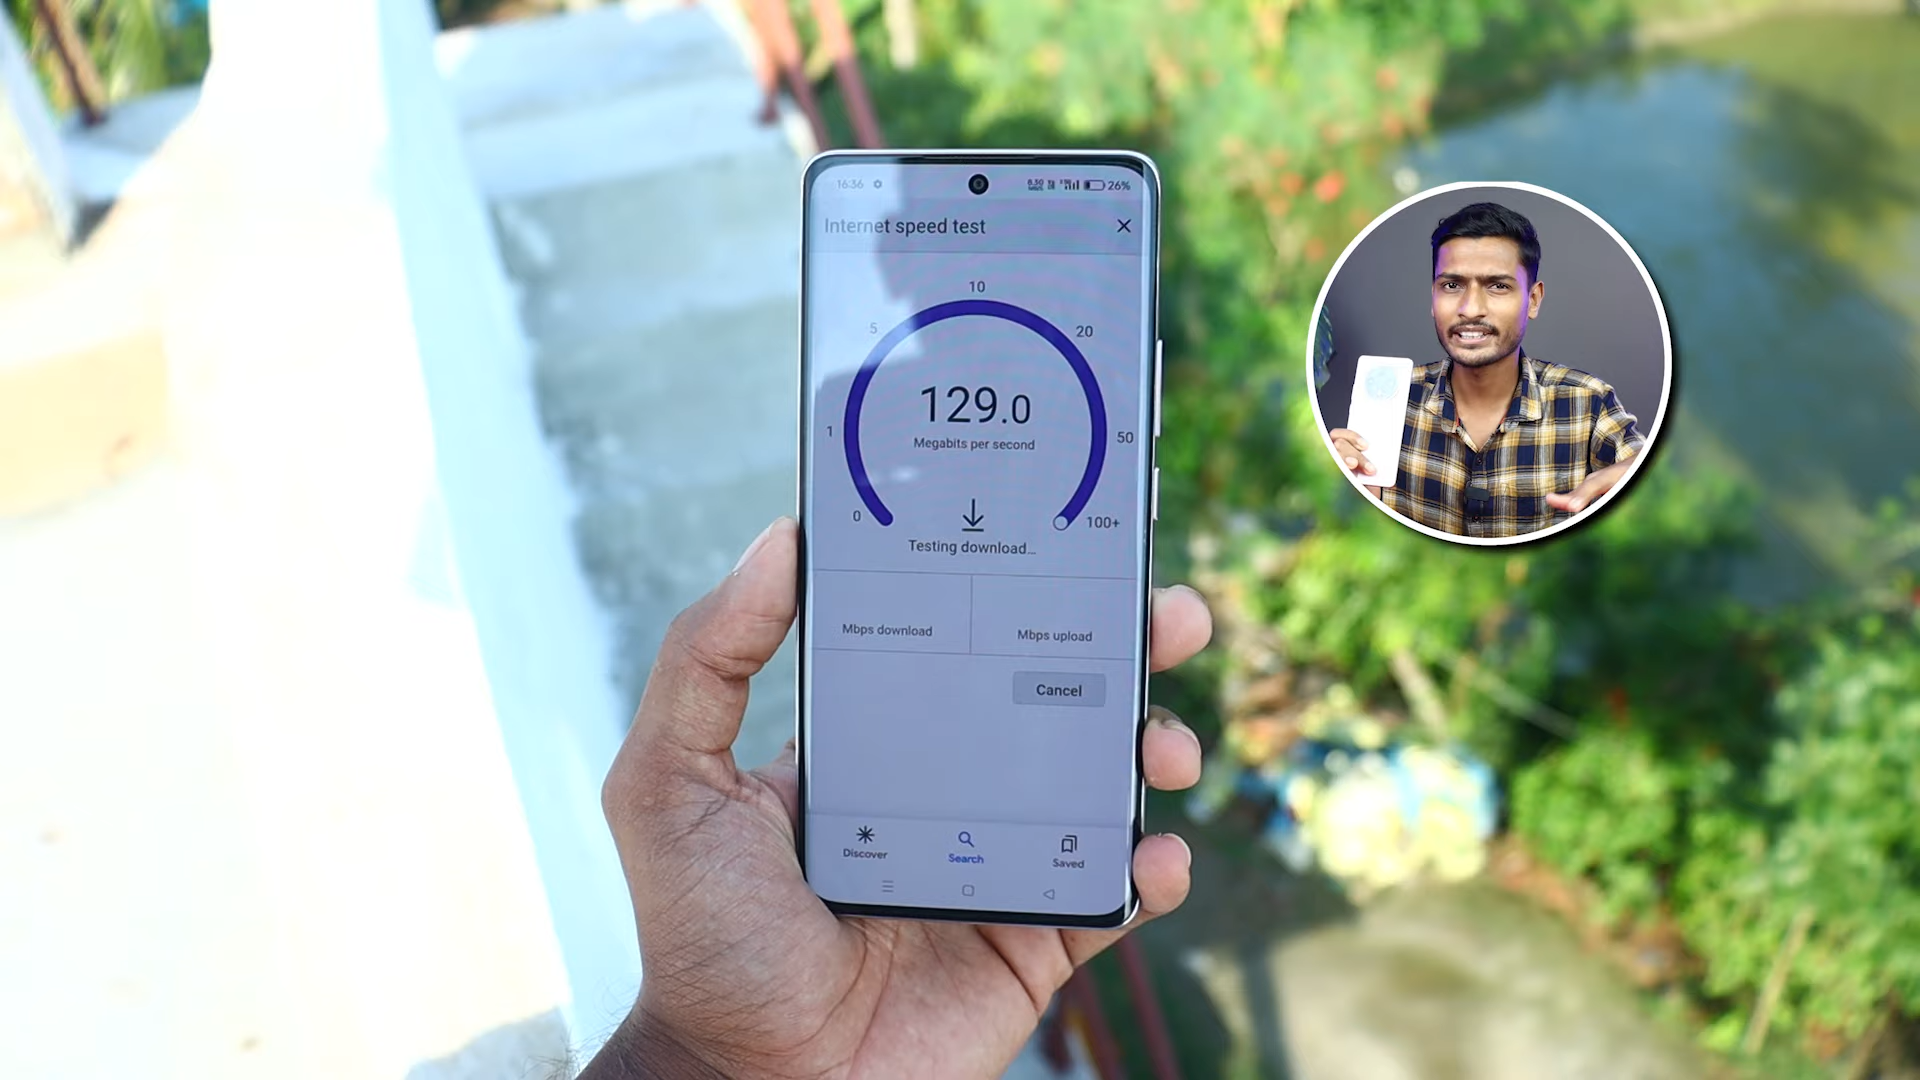 16:36
26%
Internet speed test
10
5
20
129.0
Megabits per second
1
50
0
100+
Testing download...
Mbps download
Mbps upload
Cancel
Discover
Search
Saved